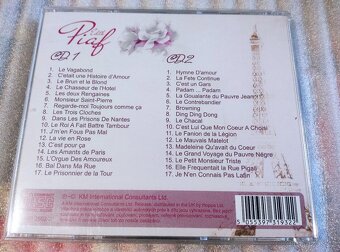 Edith
Piaf
CD 1
1. Le Vagabond
2. C'etait une Histoire d'Amour
3. Le Brun et le Blond
4. Le Chasseur de l'Hotel
5. Les deux Rengaines
6. Monsieur Saint-Pierre
7. Regarde-moi Toujours comme ça
8. Les Trois Cloches
9. Dans Les Prisons De Nantes
10. Le Roi A Fait Battre Tambour
11. J'm'en Fous Pas Mal
12. La vie en Rose
13. C'est pour ça
14. Les Amants de Paris
15. L'Orgue Des Amoureux
16. Bal Dans Ma Rue
17. Le Prisonnier de la Tour
CD 2
1. Hymne D'amour
2. La Fete Continue
3. C'est un Gars
4. Padam ... Padam
5. La Goualante du Pauvre Jean
6. Le Contrebandier
7. Browning
8. Ding Ding Dong
9. Le Chacal
10. C'est Lui Que Mon Coeur A Choisi
11. Le Fanion de la Légion
12. Le Mauvais Matelot
13. Madeleine Qu'avait du Coeur
14. Le Grand Voyage du Pauvre Nègre
15. Le Petit Monsieur Triste
16. Elle Frequentait la Rue Pigalle
17. Je N'en Connais Pas Lafin
KM International Consultants Ltd.